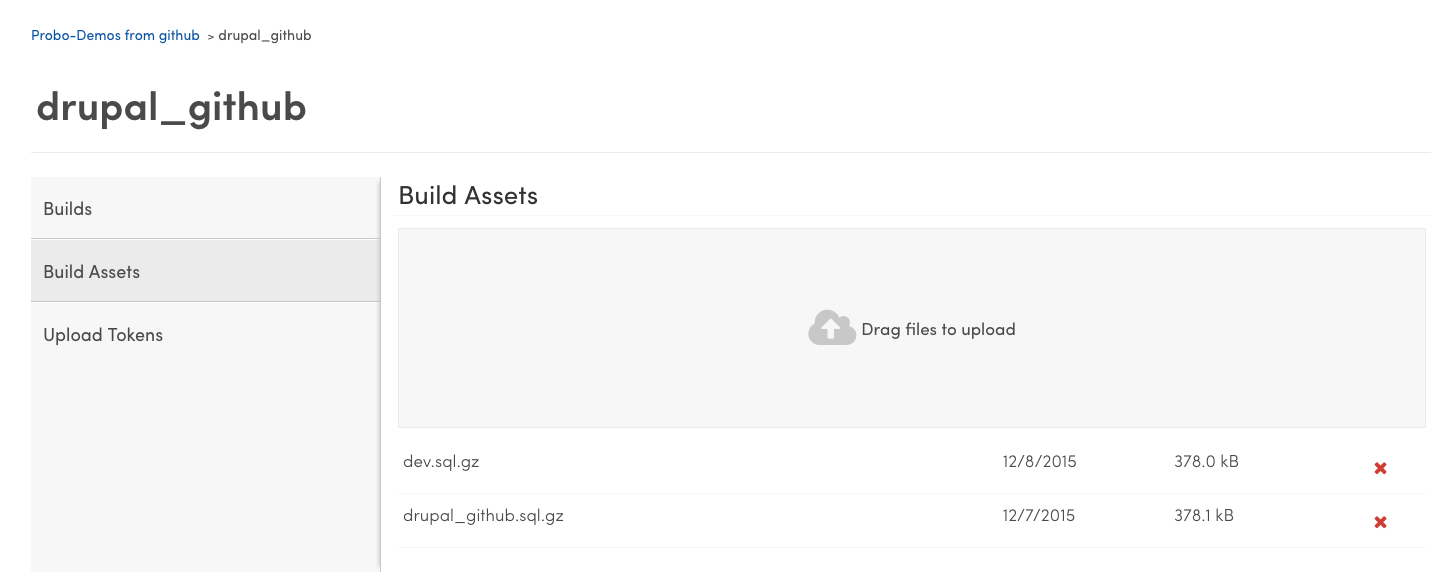 Probo-Demos from github > drupal_github
drupal_github
Builds
Build Assets
Upload Tokens
Build Assets
Drag files to upload
dev.sql.gz 12/8/2015 378.0 kB
drupal_github.sql.gz 12/7/2015 378.1 kB